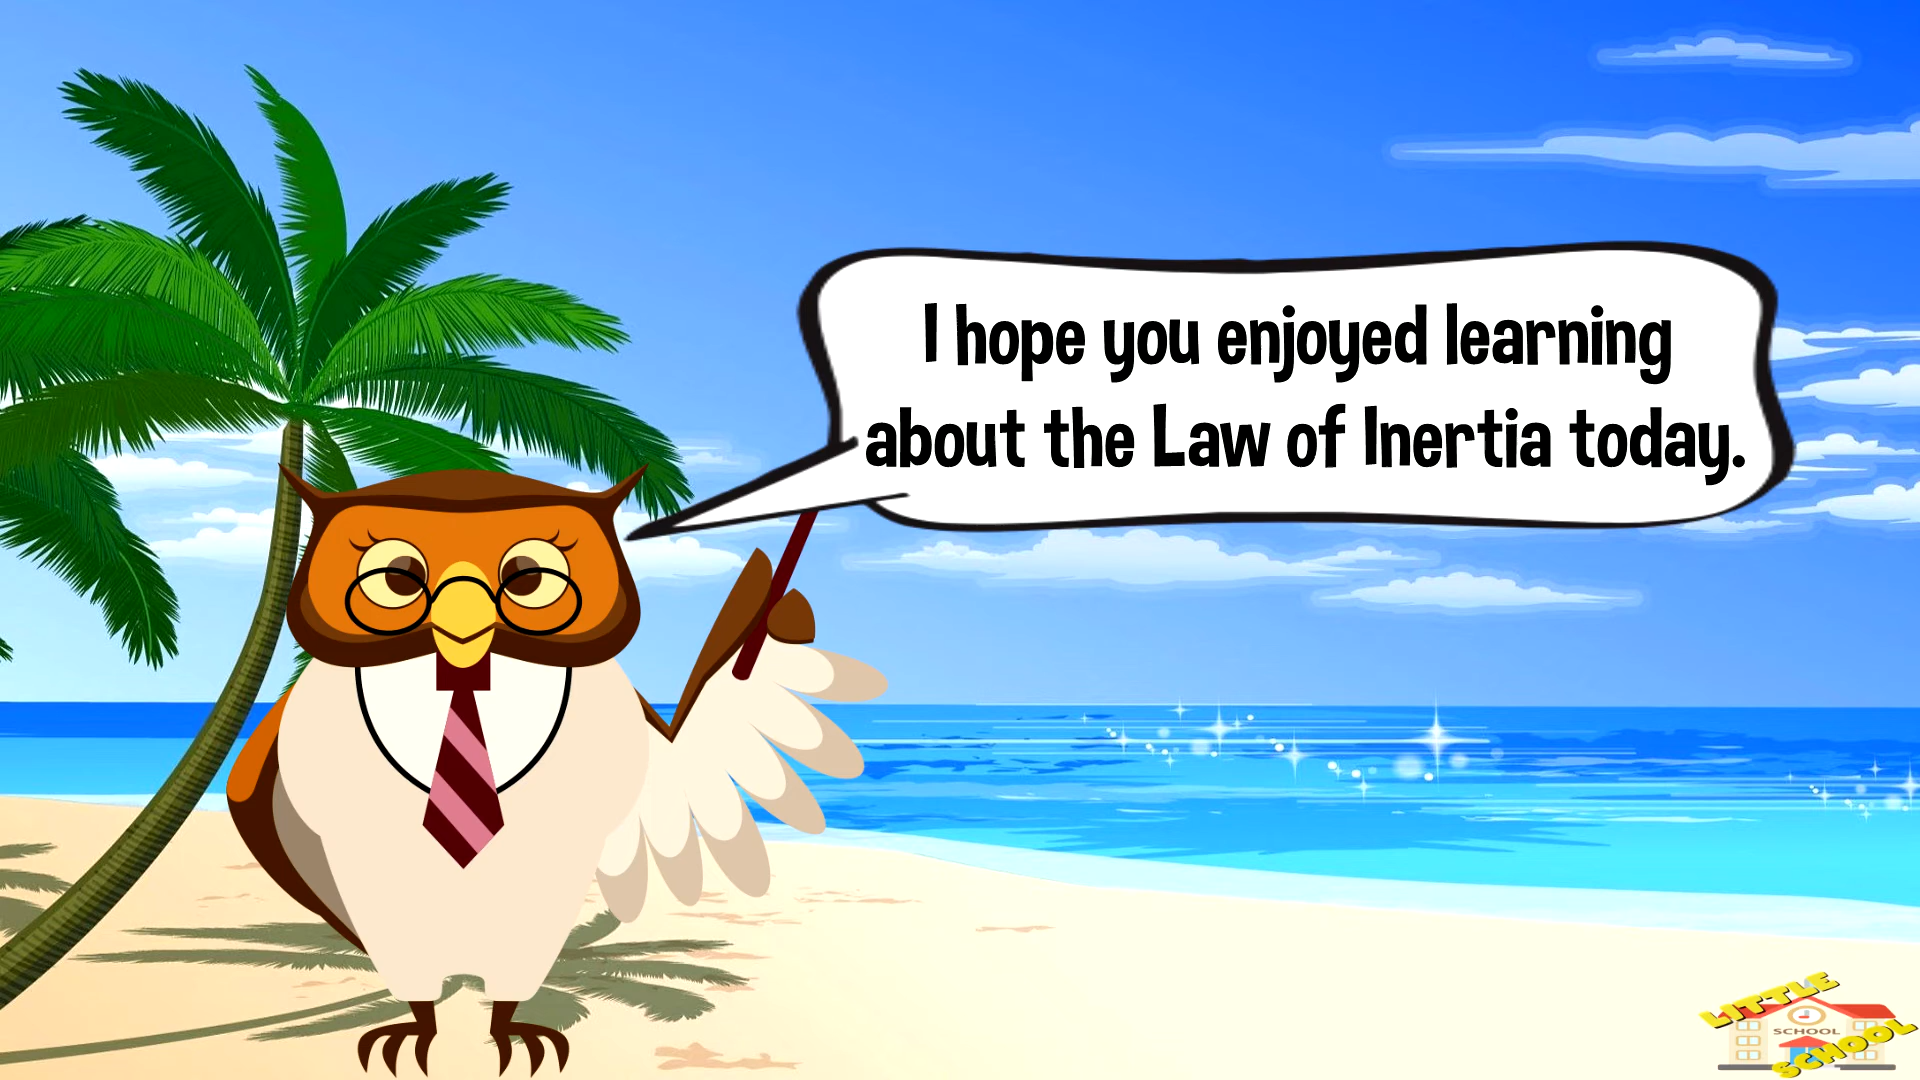 I hope you enjoyed learning
about the Law of Inertia today.
LITTLE
SCHOOL
SCHOOL